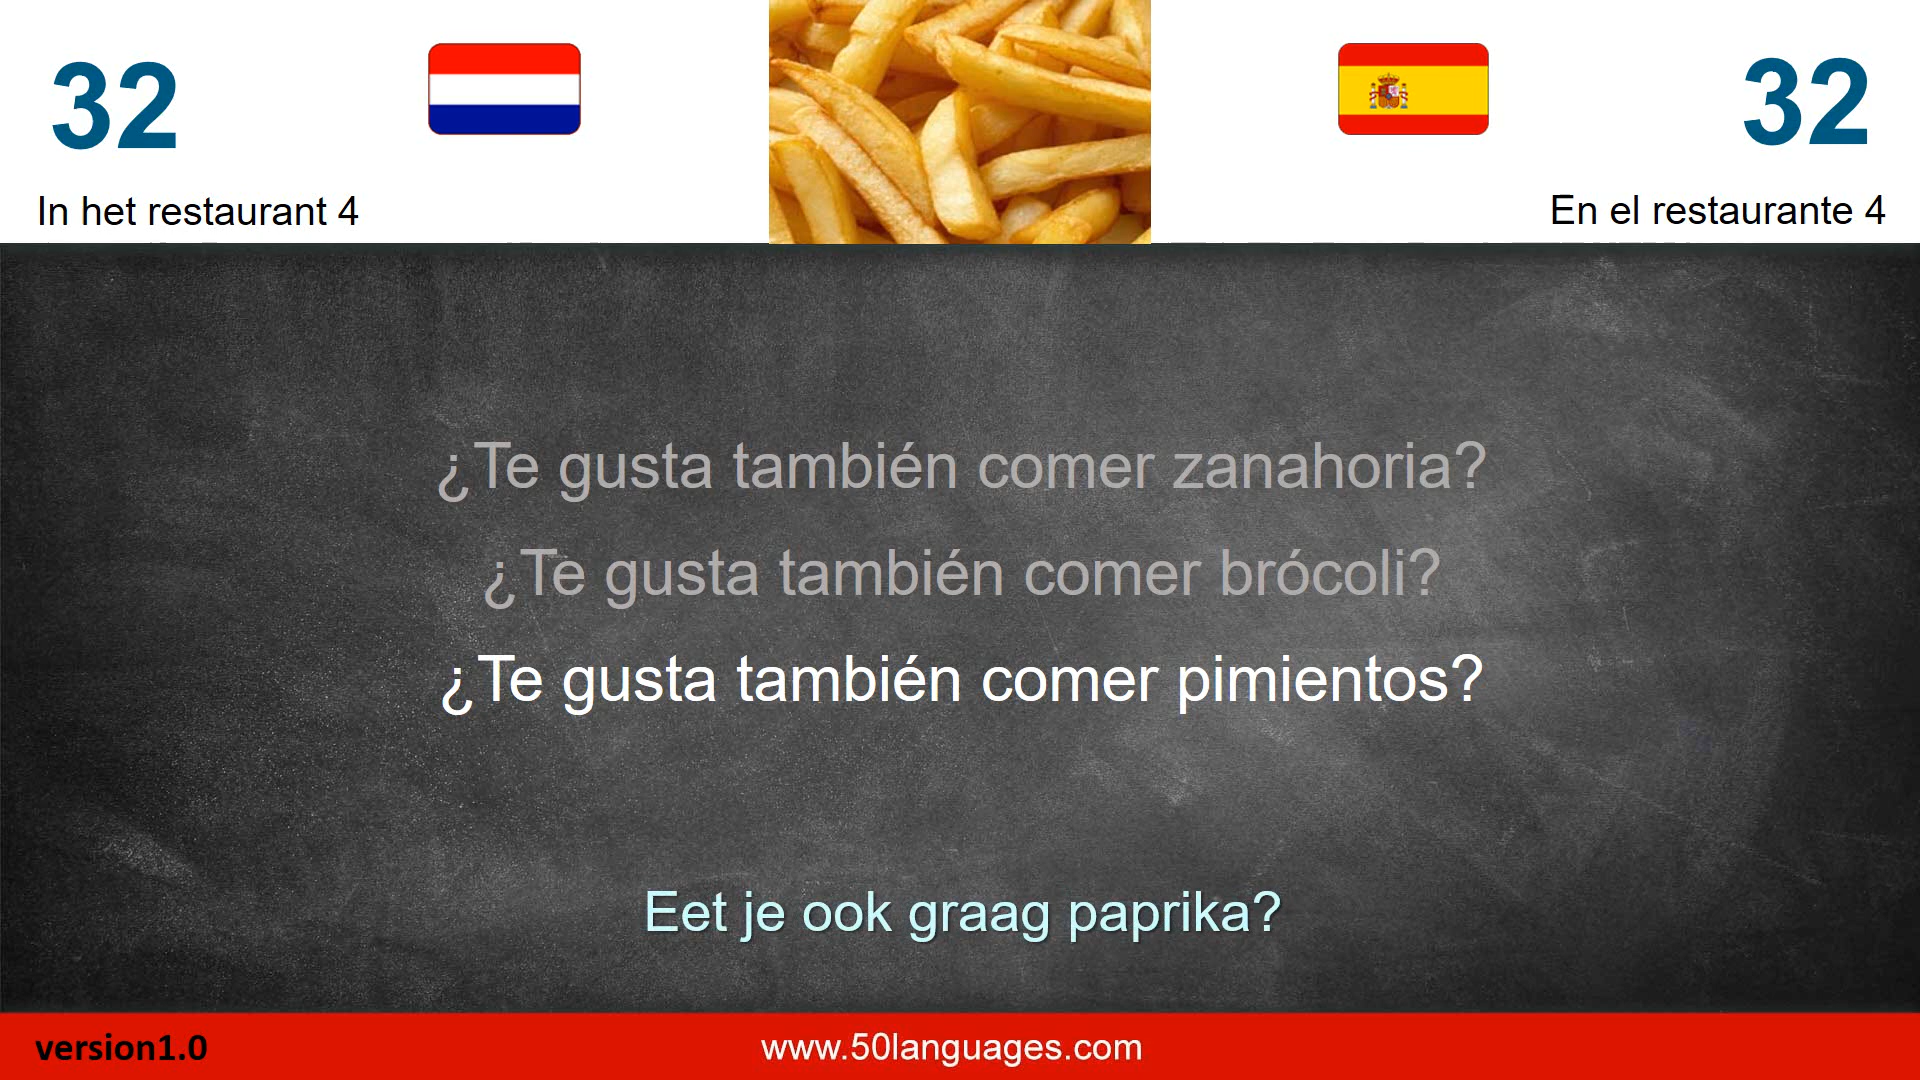 32
32
In het restaurant 4
En el restaurante 4
¿Te gusta también comer zanahoria?
¿Te gusta también comer brócoli?
¿Te gusta también comer pimientos?
Eet je ook graag paprika?
version1.0
www.50languages.com